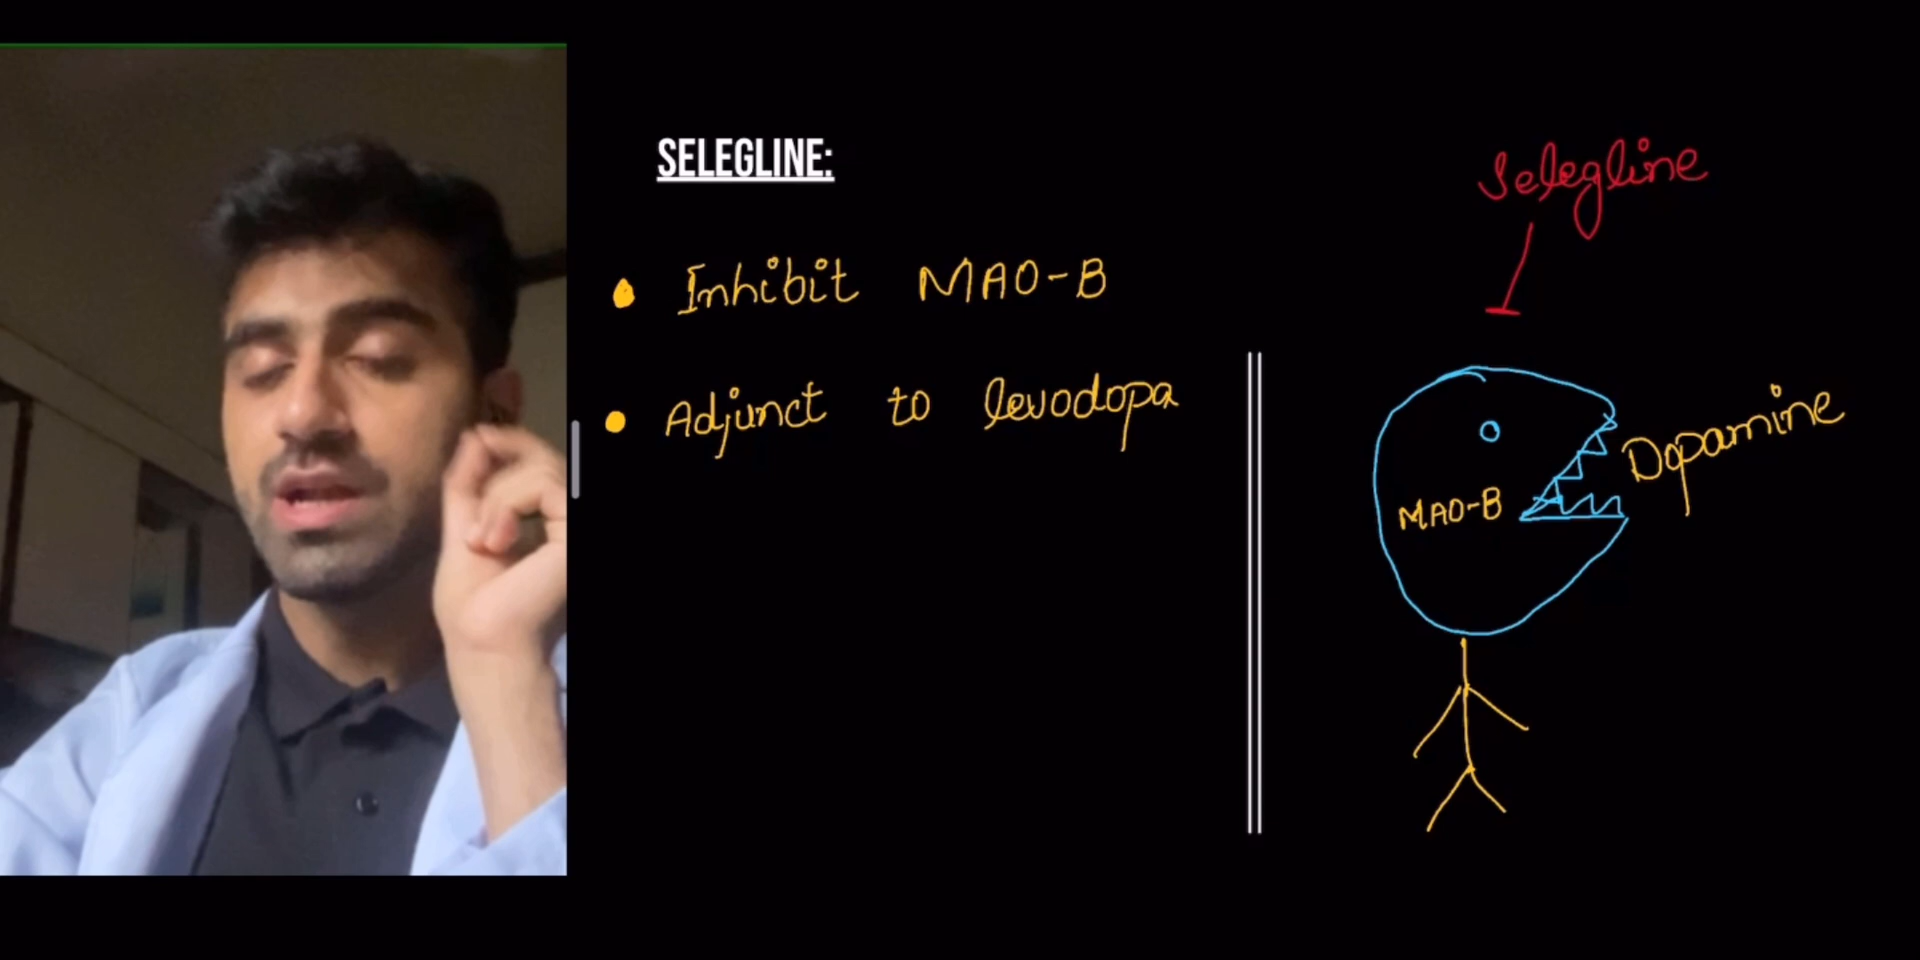 SELEGLINE:
• Inhibit MAO-B
• Adjunct to levodopa
Selegline
MAO-B
Dopamine